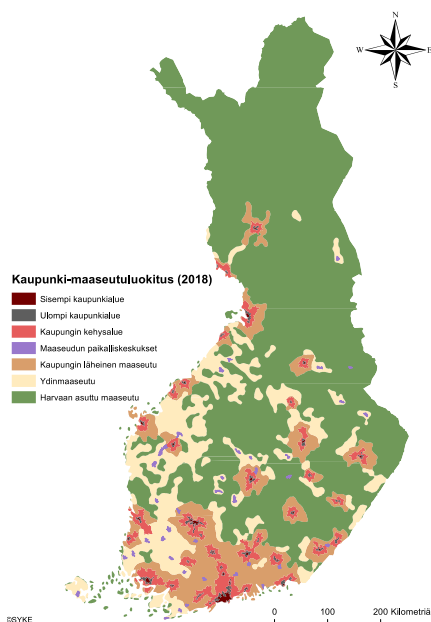 N
W E
S
Kaupunki-maaseutuluokitus (2018)
Sisempi kaupunkialue
Ulompi kaupunkialue
Kaupungin kehysalue
Maaseudun paikalliskeskukset
Kaupungin läheinen maaseutu
Ydinmaaseutu
Harvaan asuttu maaseutu
0 100 200 Kilometriä
©SYKE